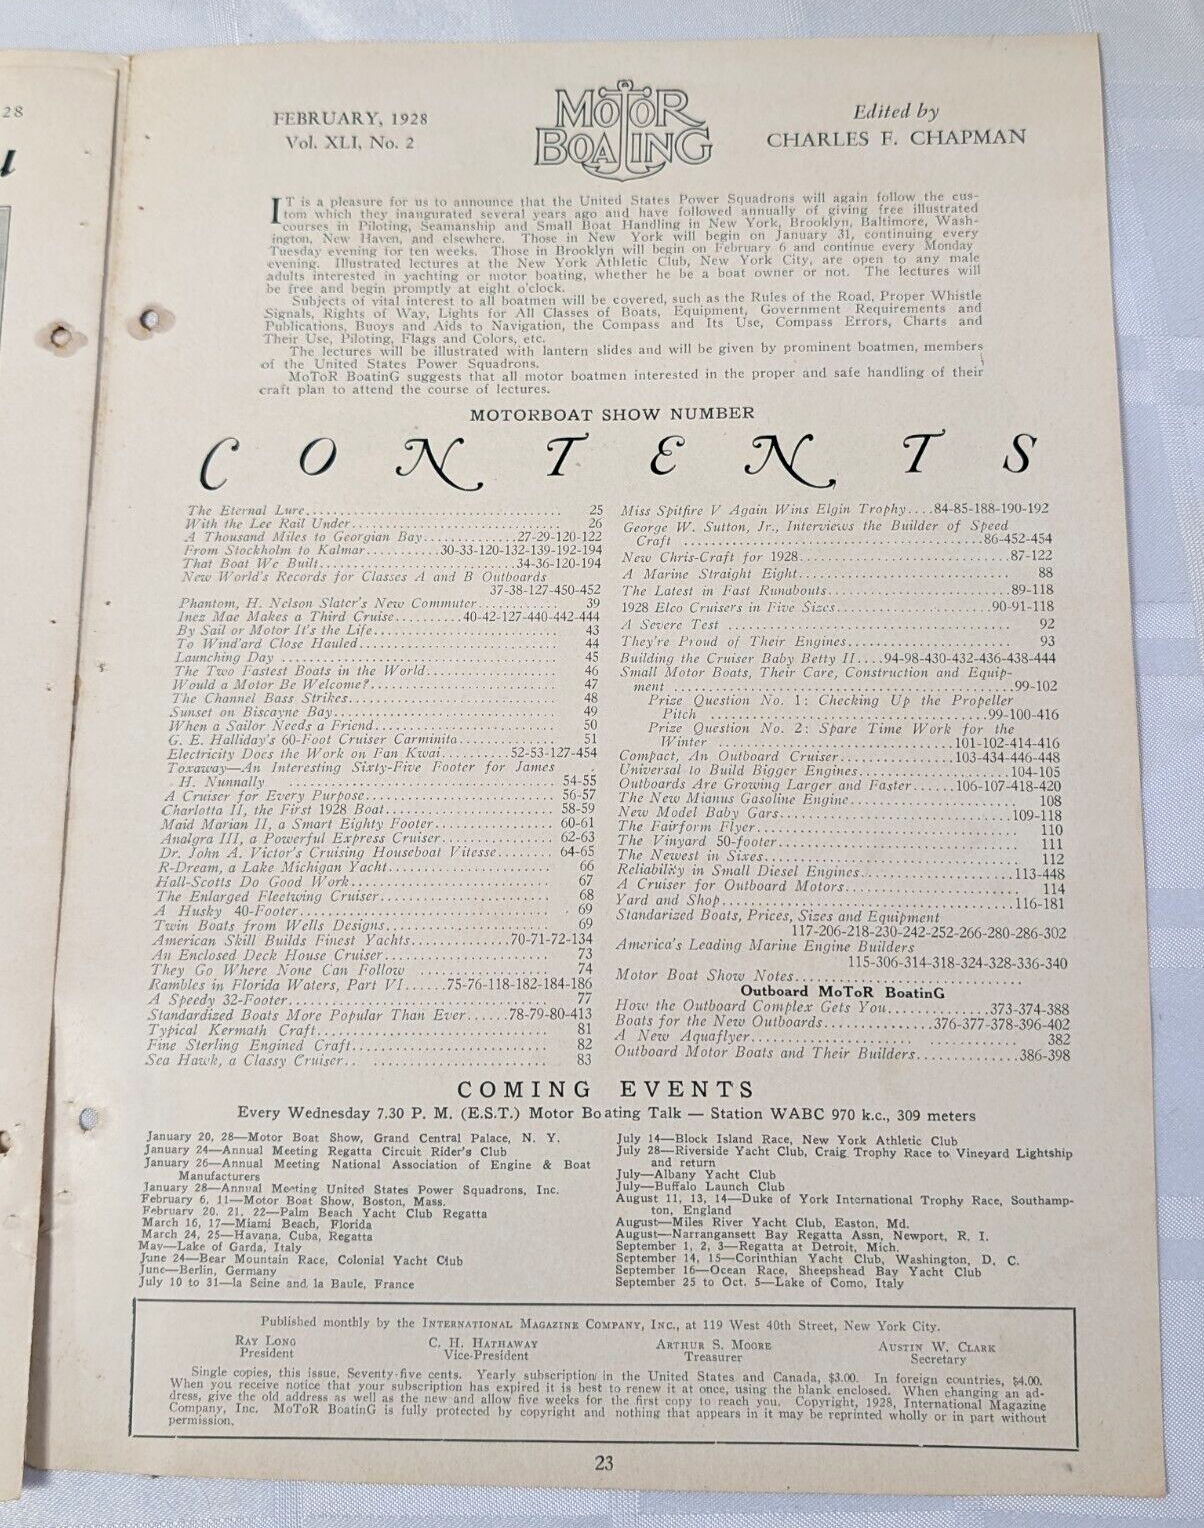 28
FEBRUARY, 1928
Vol. XLI, No. 2
MoToR
BOATING
Edited by
CHARLES F. CHAPMAN
IT is a pleasure for us to announce that the United States Power Squadrons will again follow the cus-
tom which they inaugurated several years ago and have followed annually of giving free illustrated
courses in Piloting, Seamanship and Small Boat Handling in New York, Brooklyn, Baltimore, Wash-
ington, New Haven, and elsewhere. Those in New York will begin on January 31, continuing every
Tuesday evening for ten weeks. Those in Brooklyn will begin on February 6 and continue every Monday
evening. Illustrated lectures at the New York Athletic Club, New York City, are open to any male
adults interested in yachting or motor boating, whether he be a boat owner or not. The lectures will
be free and begin promptly at eight o'clock.
Subjects of vital interest to all boatmen will be covered, such as the Rules of the Road, Proper Whistle
Signals, Rights of Way, Lights for All Classes of Boats, Equipment, Government Requirements and
Publications, Buoys and Aids to Navigation, the Compass and Its Use, Compass Errors, Charts and
Their Use, Piloting, Flags and Colors, etc.
The lectures will be illustrated with lantern slides and will be given by prominent boatmen, members
of the United States Power Squadrons.
MoToR BoatinG suggests that all motor boatmen interested in the proper and safe handling of their
craft plan to attend the course of lectures.
MOTORBOAT SHOW NUMBER
CONTENTS
The Eternal Lure 25
With the Lee Rail Under 26
A Thousand Miles to Georgian Bay 27-29-120-122
From Stockholm to Kalmar 30-33-120-132-139-192-194
That Boat We Built 34-36-120-194
New World's Records for Classes A and B Outboards
37-38-127-450-452
Phantom, H. Nelson Slater's New Commuter 39
Inez Mac Makes a Third Cruise 40-42-127-440-442-444
By Sail or Motor It's the Life 43
To Wind'ard Close Hauled 44
Launching Day 45
The Two Fastest Boats in the World 46
Would a Motor Be Welcome? 47
The Channel Bass Strikes 48
Sunset on Biscayne Bay 49
When a Sailor Needs a Friend 50
G. E. Halliday's 60-Foot Cruiser Carminita 51
Electricity Does the Work on Fan Kwai 52-53-127-454
Toxaway—An Interesting Sixty-Five Footer for James
H. Nunnally 54-55
A Cruiser for Every Purpose 56-57
Charlotta II, the First 1928 Boat 58-59
Maid Marian II, a Smart Eighty Footer 60-61
Analgra III, a Powerful Express Cruiser 62-63
Dr. John A. Victor's Cruising Houseboat Vitesse 64-65
R-Dream, a Lake Michigan Yacht 66
Hall-Scotts Do Good Work 67
The Enlarged Fleetwing Cruiser 68
A Husky 40-Footer 69
Twin Boats from Wells Designs 69
American Skill Builds Finest Yachts 70-71-72-134
An Enclosed Deck House Cruiser 73
They Go Where None Can Follow 74
Rambles in Florida Waters, Part VI 75-76-118-182-184-186
A Speedy 32-Footer 77
Standardized Boats More Popular Than Ever 78-79-80-413
Typical Kermath Craft 81
Fine Sterling Engined Craft 82
Sea Hawk, a Classy Cruiser 83
Miss Spitfire V Again Wins Elgin Trophy 84-85-188-190-192
George W. Sutton, Jr., Interviews the Builder of Speed
Craft 86-452-454
New Chris-Craft for 1928 87-122
A Marine Straight Eight 88
The Latest in Fast Runabouts 89-118
1928 Elco Cruisers in Five Sizes 90-91-118
A Severe Test 92
They're Proud of Their Engines 93
Building the Cruiser Baby Betty II 94-98-430-432-436-438-444
Small Motor Boats, Their Care, Construction and Equip-
ment 99-102
Prize Question No. 1: Checking Up the Propeller
Pitch 99-100-416
Prize Question No. 2: Spare Time Work for the
Winter 101-102-414-416
Compact, An Outboard Cruiser 103-434-446-448
Universal to Build Bigger Engines 104-105
Outboards Are Growing Larger and Faster 106-107-418-420
The New Mianus Gasoline Engine 108
New Model Baby Gars 109-118
The Fairform Flyer 110
The Vinyard 50-footer 111
The Newest in Sixes 112
Reliability in Small Diesel Engines 113-448
A Cruiser for Outboard Motors 114
Yard and Shop 116-181
Standarized Boats, Prices, Sizes and Equipment
117-206-218-230-242-252-266-280-286-302
America's Leading Marine Engine Builders
115-306-314-318-324-328-336-340
Motor Boat Show Notes
Outboard MoToR BoatinG
How the Outboard Complex Gets You 373-374-388
Boats for the New Outboards 376-377-378-396-402
A New Aquaflyer 382
Outboard Motor Boats and Their Builders 386-398
COMING EVENTS
Every Wednesday 7.30 P. M. (E.S.T.) Motor Boating Talk — Station WABC 970 k.c., 309 meters
January 20, 28—Motor Boat Show, Grand Central Palace, N. Y.
January 24—Annual Meeting Regatta Circuit Rider's Club
January 26—Annual Meeting National Association of Engine & Boat
Manufacturers
January 28—Annual Meeting United States Power Squadrons, Inc.
February 6, 11—Motor Boat Show, Boston, Mass.
February 20, 21, 22—Palm Beach Yacht Club Regatta
March 16, 17—Miami Beach, Florida
March 24, 25—Havana, Cuba, Regatta
May—Lake of Garda, Italy
June 24—Bear Mountain Race, Colonial Yacht Club
June—Berlin, Germany
July 10 to 31—la Seine and la Baule, France
July 14—Block Island Race, New York Athletic Club
July 28—Riverside Yacht Club, Craig Trophy Race to Vineyard Lightship
and return
July—Albany Yacht Club
July—Buffalo Launch Club
August 11, 13, 14—Duke of York International Trophy Race, Southamp-
ton, England
August—Miles River Yacht Club, Easton, Md.
August—Narrangansett Bay Regatta Assn, Newport, R. I.
September 1, 2, 3—Regatta at Detroit, Mich.
September 14, 15—Corinthian Yacht Club, Washington, D. C.
September 16—Ocean Race, Sheepshead Bay Yacht Club
September 25 to Oct. 5—Lake of Como, Italy
Published monthly by the INTERNATIONAL MAGAZINE COMPANY, INC., at 119 West 40th Street, New York City.
RAY LONG
President
C. H. HATHAWAY
Vice-President
ARTHUR S. MOORE
Treasurer
AUSTIN W. CLARK
Secretary
Single copies, this issue, Seventy-five cents. Yearly subscription in the United States and Canada, $3.00. In foreign countries, $4.00.
When you receive notice that your subscription has expired it is best to renew it at once, using the blank enclosed. When changing an ad-
dress, give the old address as well as the new and allow five weeks for the first copy to reach you. Copyright, 1928, International Magazine
Company, Inc. MoToR BoatinG is fully protected by copyright and nothing that appears in it may be reprinted wholly or in part without
permission.
23